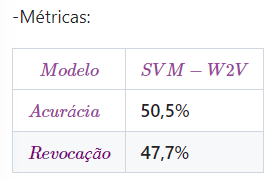 -Métricas:
Modelo SVM − W2V
Acurácia 50,5%
Revocação 47,7%